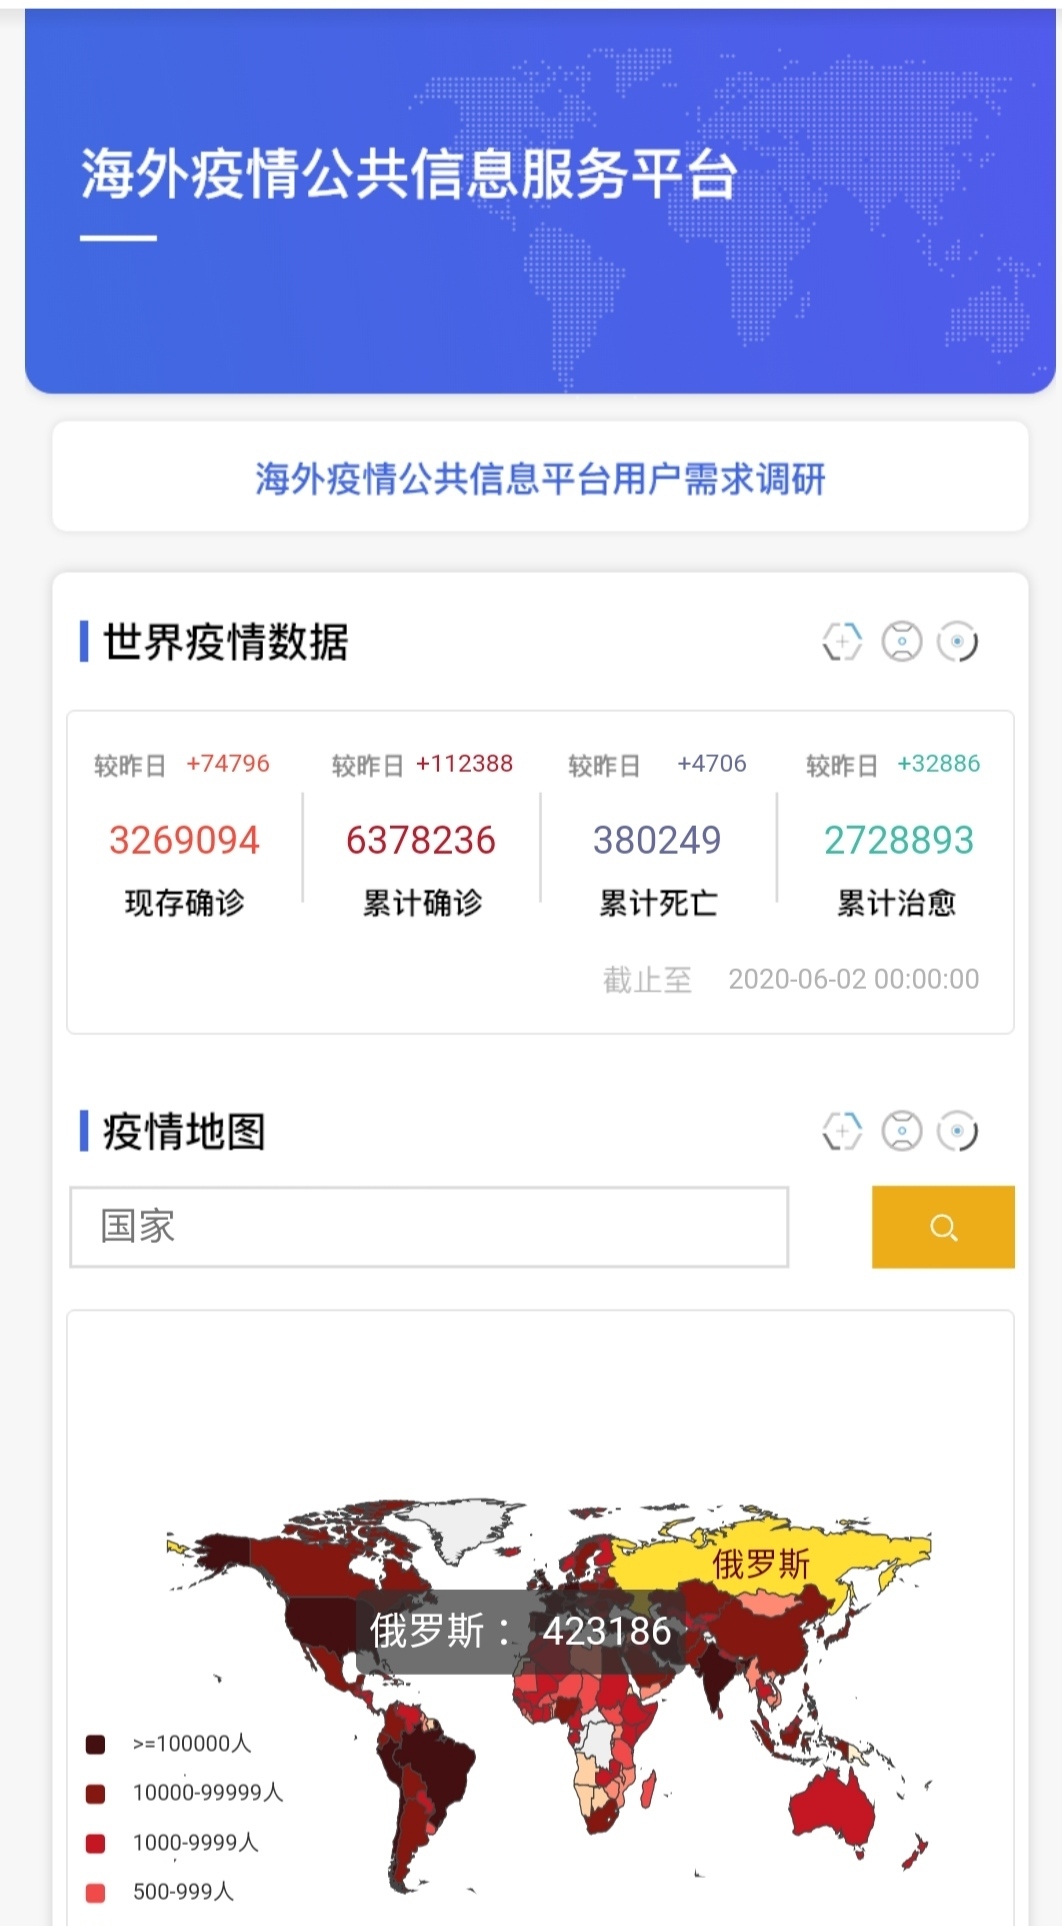 海外疫情公共信息服务平台
海外疫情公共信息平台用户需求调研
世界疫情数据
较昨日 +74796 较昨日 +112388 较昨日 +4706 较昨日 +32886
3269094 6378236 380249 2728893
现存确诊 累计确诊 累计死亡 累计治愈
截止至 2020-06-02 00:00:00
疫情地图
国家
俄罗斯
俄罗斯： 423186
>=100000人
10000-99999人
1000-9999人
500-999人